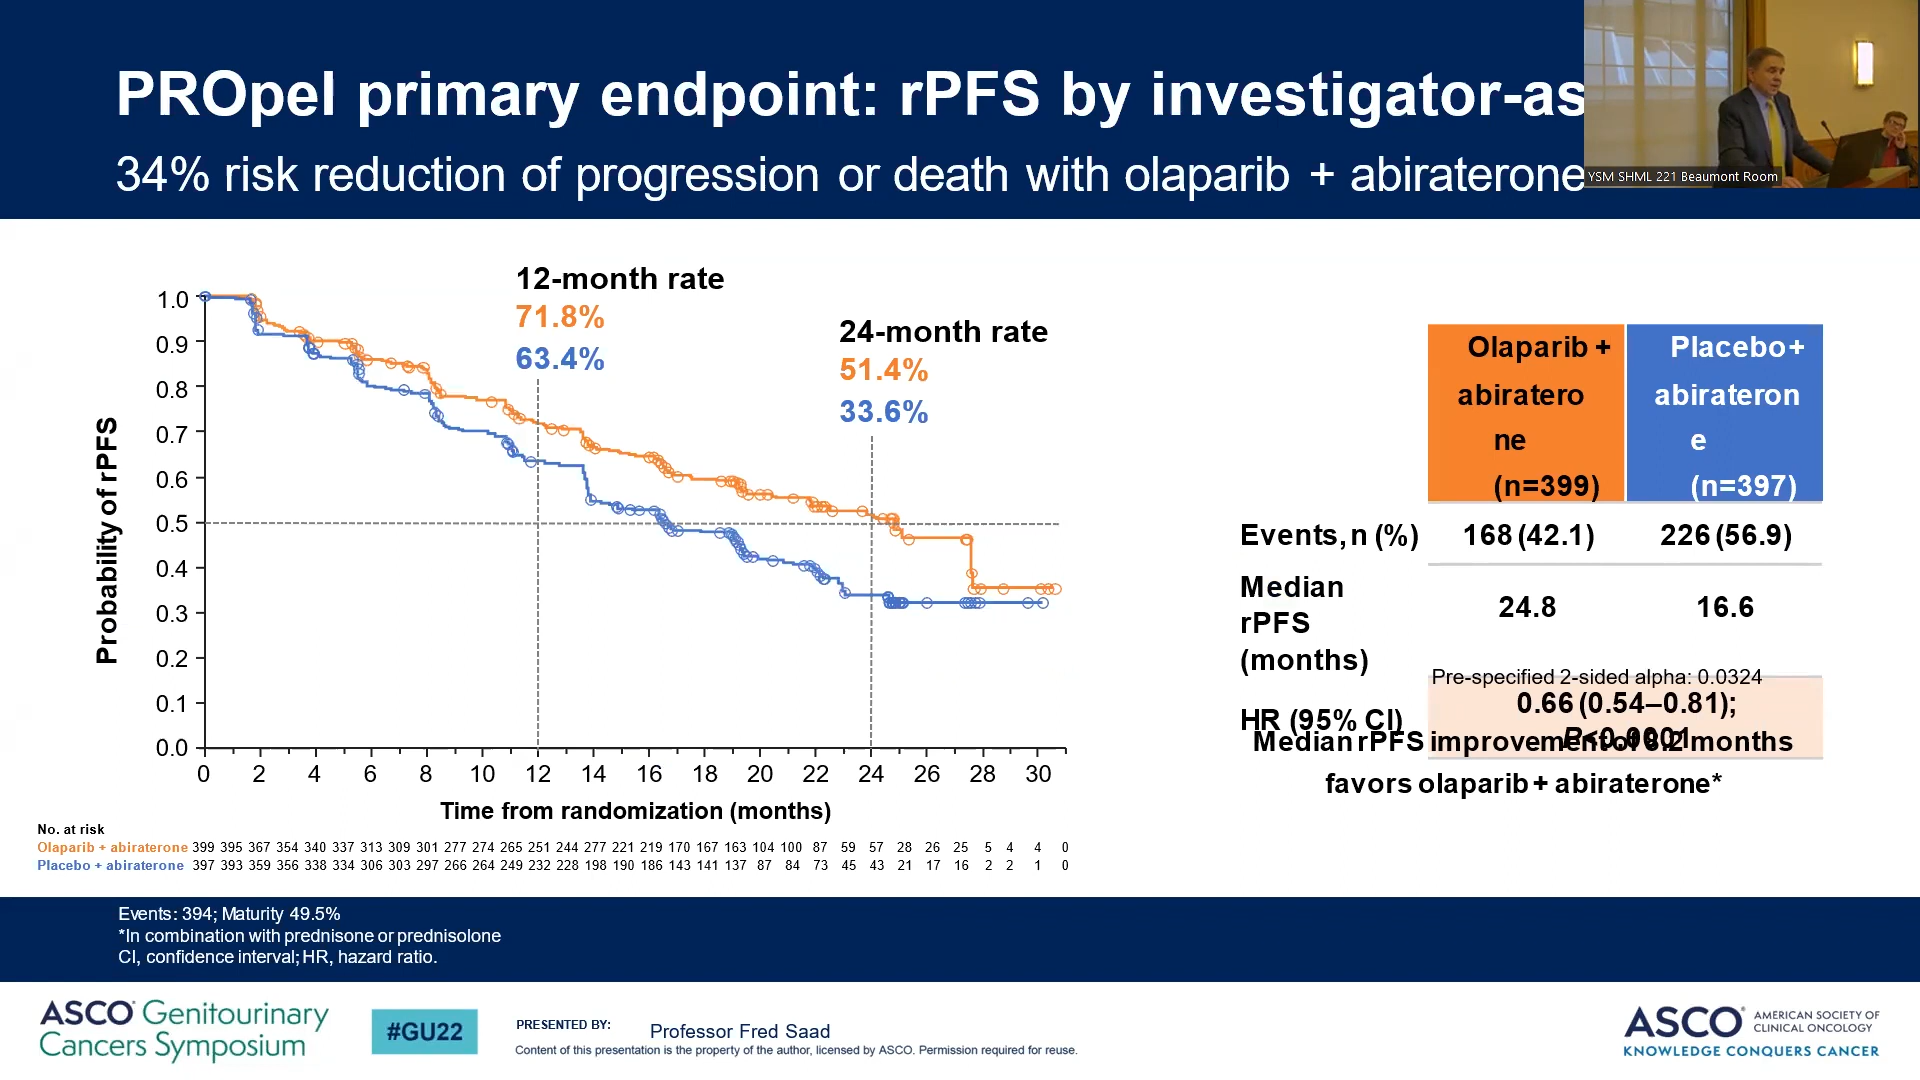 PROpel primary endpoint: rPFS by investigator-as
34% risk reduction of progression or death with olaparib + abiraterone
YSM SHML 221 Beaumont Room
12-month rate
71.8%
63.4%
24-month rate
51.4%
33.6%
Probability of rPFS
1.0
0.9
0.8
0.7
0.6
0.5
0.4
0.3
0.2
0.1
0.0
0 2 4 6 8 10 12 14 16 18 20 22 24 26 28 30
Time from randomization (months)
No. at risk
Olaparib + abiraterone 399 395 367 354 340 337 313 309 301 277 274 265 251 244 277 221 219 170 167 163 104 100 87 59 57 28 26 25 5 4 4 0
Placebo + abiraterone 397 393 359 356 338 334 306 303 297 266 264 249 232 228 198 190 186 143 141 137 87 84 73 45 43 21 17 16 2 2 1 0
Olaparib +
abiratero
ne
(n=399)
Placebo+
abirateron
e
(n=397)
Events, n (%) 168 (42.1) 226 (56.9)
Median
rPFS
(months)
24.8 16.6
Pre-specified 2-sided alpha: 0.0324
HR (95% CI)
0.66 (0.54–0.81);
P<0.0001
Median rPFS improvement of 8.2 months
favors olaparib + abiraterone*
Events: 394; Maturity 49.5%
*In combination with prednisone or prednisolone
CI, confidence interval; HR, hazard ratio.
ASCO Genitourinary
Cancers Symposium
#GU22
PRESENTED BY: Professor Fred Saad
Content of this presentation is the property of the author, licensed by ASCO. Permission required for reuse.
ASCO AMERICAN SOCIETY OF
CLINICAL ONCOLOGY
KNOWLEDGE CONQUERS CANCER